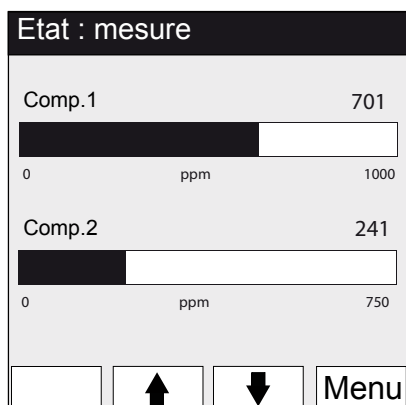 Etat : mesure
Comp.1 701
0 ppm 1000
Comp.2 241
0 ppm 750
Menu